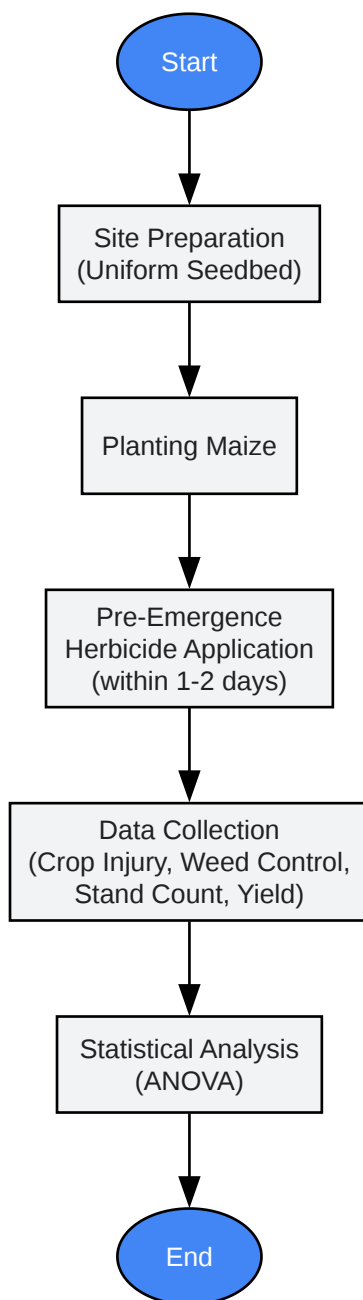 Start
Site Preparation
(Uniform Seedbed)
Planting Maize
Pre-Emergence
Herbicide Application
(within 1-2 days)
Data Collection
(Crop Injury, Weed Control,
Stand Count, Yield)
Statistical Analysis
(ANOVA)
End